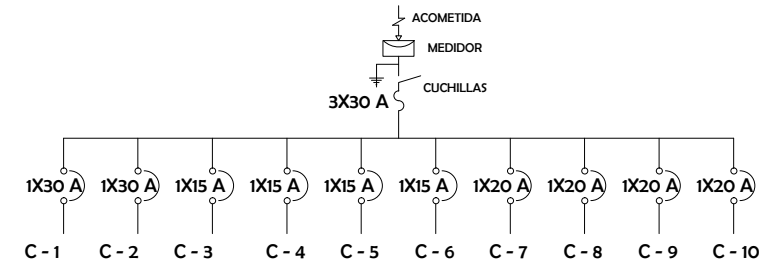 ACOMETIDA
MEDIDOR
CUCHILLAS
3X30 A
1X30 A 1X30 A 1X15 A 1X15 A 1X15 A 1X15 A 1X20 A 1X20 A 1X20 A 1X20 A
C - 1 C - 2 C - 3 C - 4 C - 5 C - 6 C - 7 C - 8 C - 9 C - 10